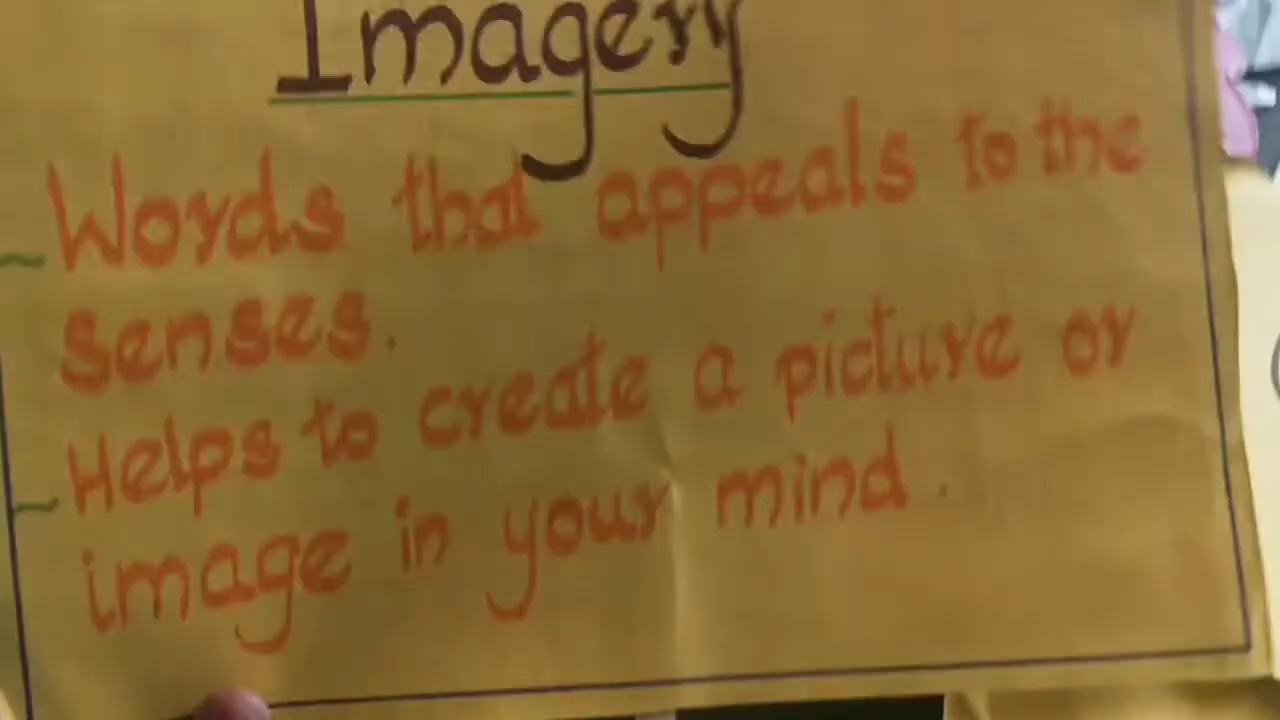 Imagery
- Words that appeals to the
senses.
- Helps to create a picture or
image in your mind.